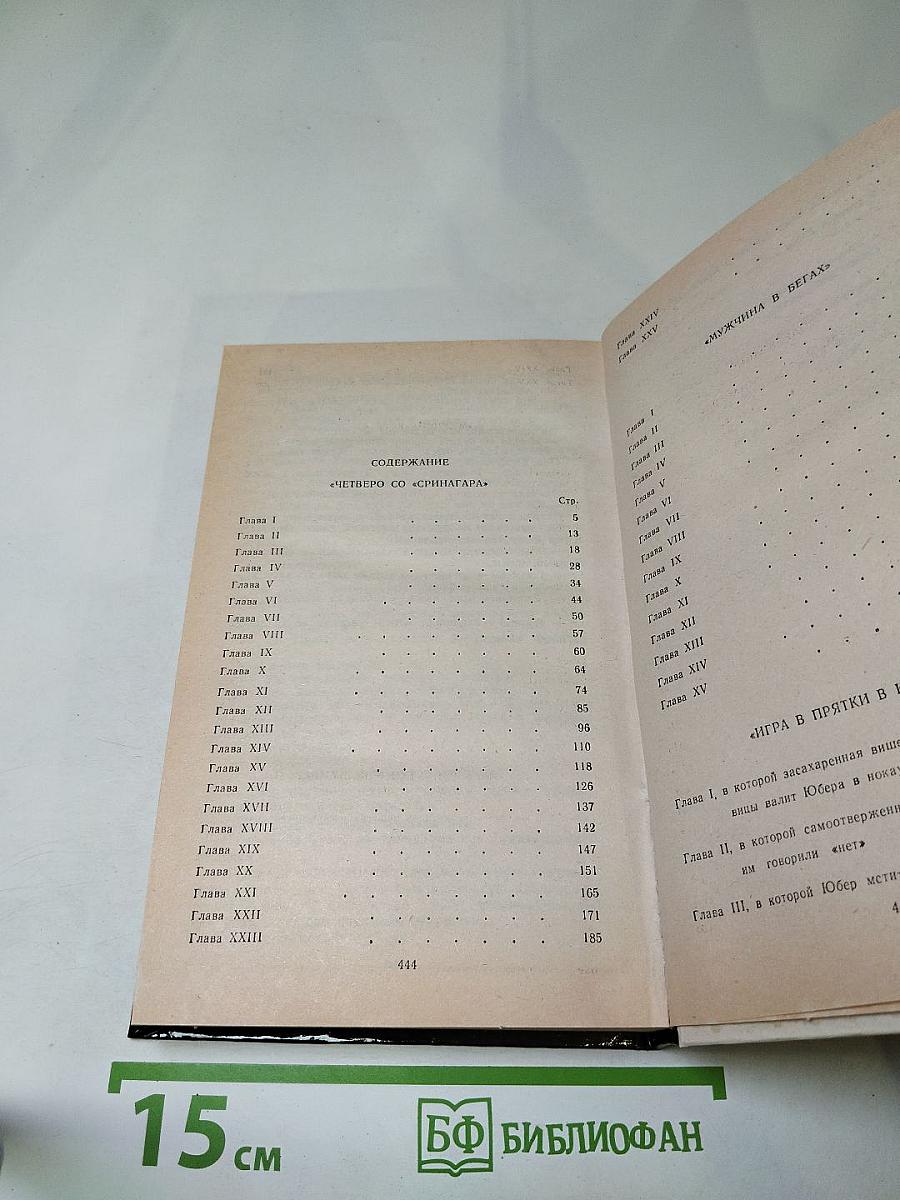 СОДЕРЖАНИЕ
«ЧЕТВЕРО СО «СРИНАГАРА»
Стр.
Глава I . . . . . . 5
Глава II . . . . . . 13
Глава III . . . . . . 18
Глава IV . . . . . . 28
Глава V . . . . . . 34
Глава VI . . . . . . . 44
Глава VII . . . . . . 50
Глава VIII . . . . . . . . 57
Глава IX . . . . . . . 60
Глава X . . . . . . . . 64
Глава XI . . . . . . . . 74
Глава XII . . . . . . . 85
Глава XIII . . . . . . . 96
Глава XIV . . . . . . . . 110
Глава XV . . . . . . . 118
Глава XVI . . . . . . 126
Глава XVII . . . . . . . 137
Глава XVIII . . . . . . . 142
Глава XIX . . . . . . . 147
Глава XX . . . . . . . 151
Глава XXI . . . . . . . . 165
Глава XXII . . . . . . . 171
Глава XXIII . . . . . . . 185
444
Глава XXIV
Глава XXV
«МУЖЧИНА В БЕГАХ»
Глава I
Глава II
Глава III
Глава IV
Глава V
Глава VI
Глава VII
Глава VIII
Глава IX
Глава X
Глава XI
Глава XII
Глава XIII
Глава XIV
Глава XV
«ИГРА В ПРЯТКИ В
Глава I, в которой засахаренная више
вицы валит Юбера в нокау
Глава II, в которой самоотвержен
им говорили «нет»
Глава III, в которой Юбер мсти
4
15 см
БФ БИБЛИОФАН